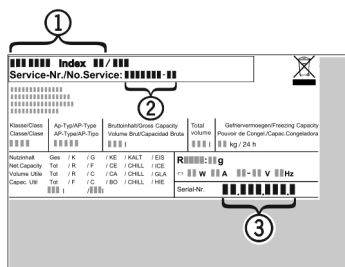 1
Index /
Service-Nr./No.Service: -
2
Klasse/Class Ap-Typ/AP-Type Bruttoinhalt/Gross Capacity Total Gefriervermoegen/Freezing Capacity
Classe/Clase AP-Type/AP-Tipo Volume Brut/Capacidad Bruta volume Pouvoir de Congel./Capac.Congeladora
l l kg / 24 h
Nutzinhalt Ges / K / G / KE / KALT / EIS
Net.Capacity Tot / R / F / CE / CHILL / ICE
Volume Utile Tot / R / C / CA / CHILL / GLA
Capec. Util Tot / F / C / BO / CHILL / HIE
l / l
R : g
W A - V Hz
Serial-Nr. . . .
3